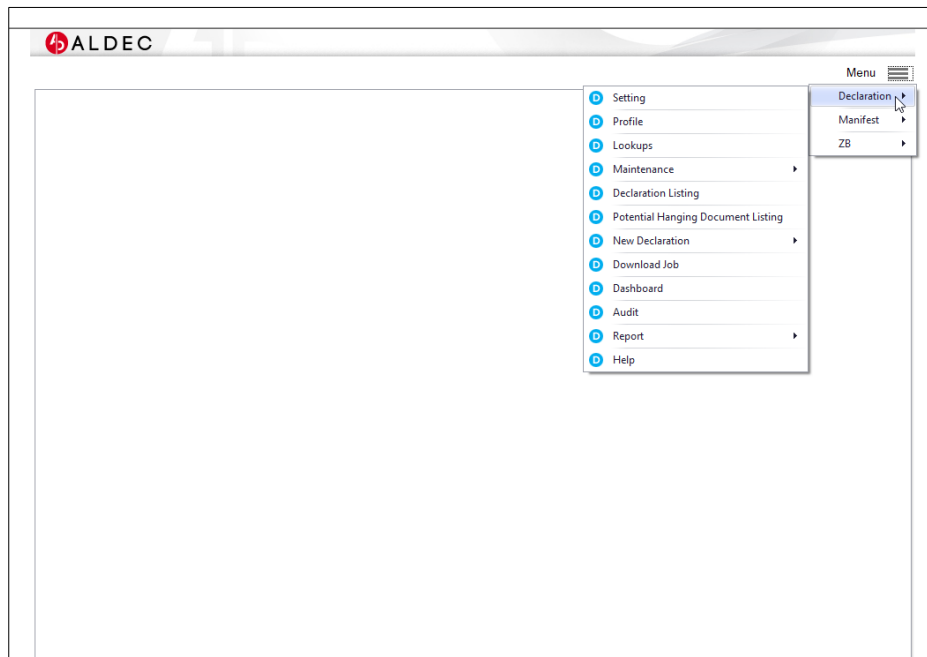 ALDEC
Menu
Declaration
Manifest
ZB
D Setting
D Profile
D Lookups
D Maintenance
D Declaration Listing
D Potential Hanging Document Listing
D New Declaration
D Download Job
D Dashboard
D Audit
D Report
D Help